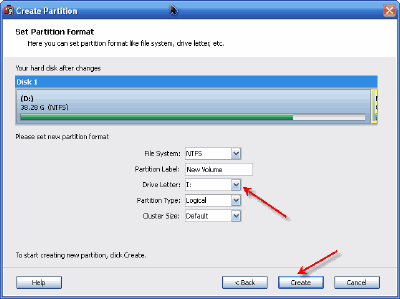 Create Partition
Set Partition Format
Here you can set partition format like file system, drive letter, etc.
Your hard disk after changes
Disk 1
(D:)
38.28 G (NTFS)
Please set new partition format
File System: NTFS
Partition Label: New Volume
Drive Letter: I:
Partition Type: Logical
Cluster Size: Default
To start creating new partition, click Create.
Help
< Back
Create
Cancel